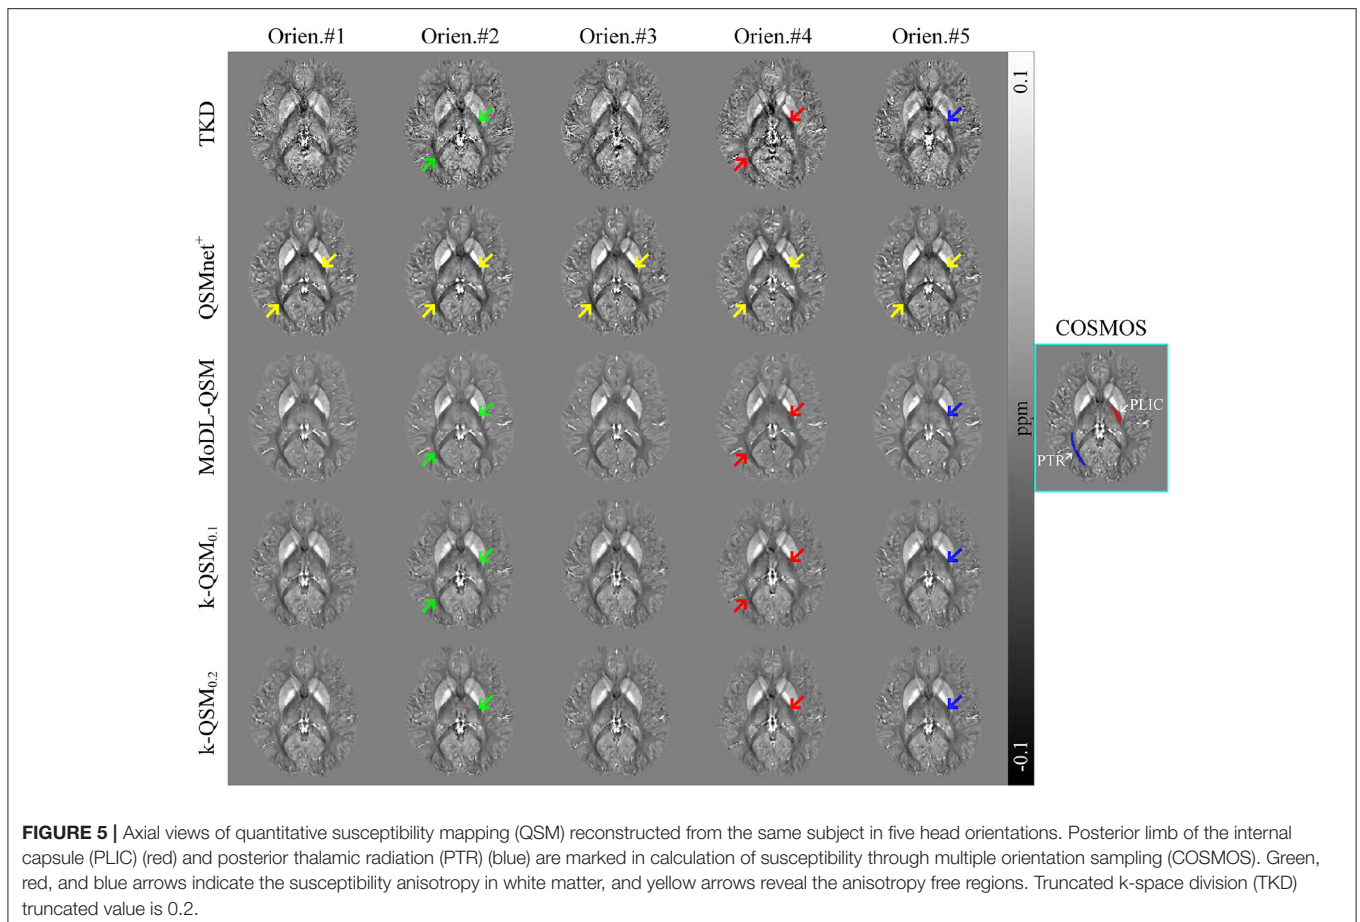 Orien.#1 Orien.#2 Orien.#3 Orien.#4 Orien.#5
TKD
0.1
QSMnet⁺
COSMOS
MoDL-QSM
ppm
PLIC
PTR
k-QSM₀.₁
k-QSM₀.₂
-0.1
FIGURE 5 | Axial views of quantitative susceptibility mapping (QSM) reconstructed from the same subject in five head orientations. Posterior limb of the internal
capsule (PLIC) (red) and posterior thalamic radiation (PTR) (blue) are marked in calculation of susceptibility through multiple orientation sampling (COSMOS). Green,
red, and blue arrows indicate the susceptibility anisotropy in white matter, and yellow arrows reveal the anisotropy free regions. Truncated k-space division (TKD)
truncated value is 0.2.